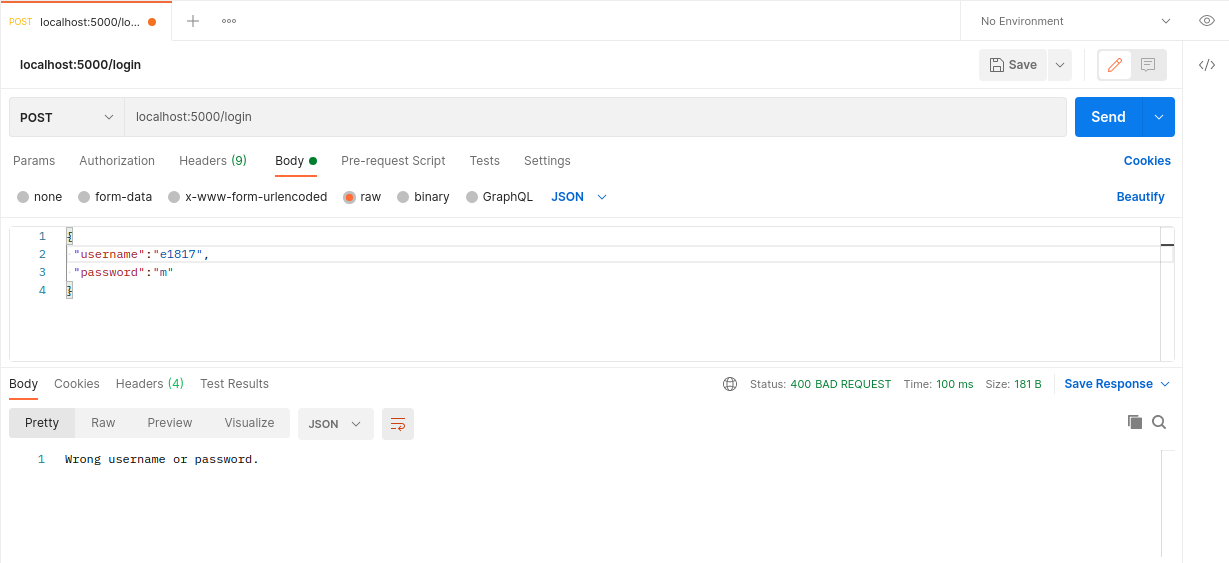 POST localhost:5000/lo... No Environment
localhost:5000/login Save
POST localhost:5000/login Send
Params Authorization Headers (9) Body Pre-request Script Tests Settings Cookies
none form-data x-www-form-urlencoded raw binary GraphQL JSON Beautify
1 {
2 "username":"e1817",
3 "password":"m"
4 }
Body Cookies Headers (4) Test Results Status: 400 BAD REQUEST Time: 100 ms Size: 181 B Save Response
Pretty Raw Preview Visualize JSON
1 Wrong username or password.